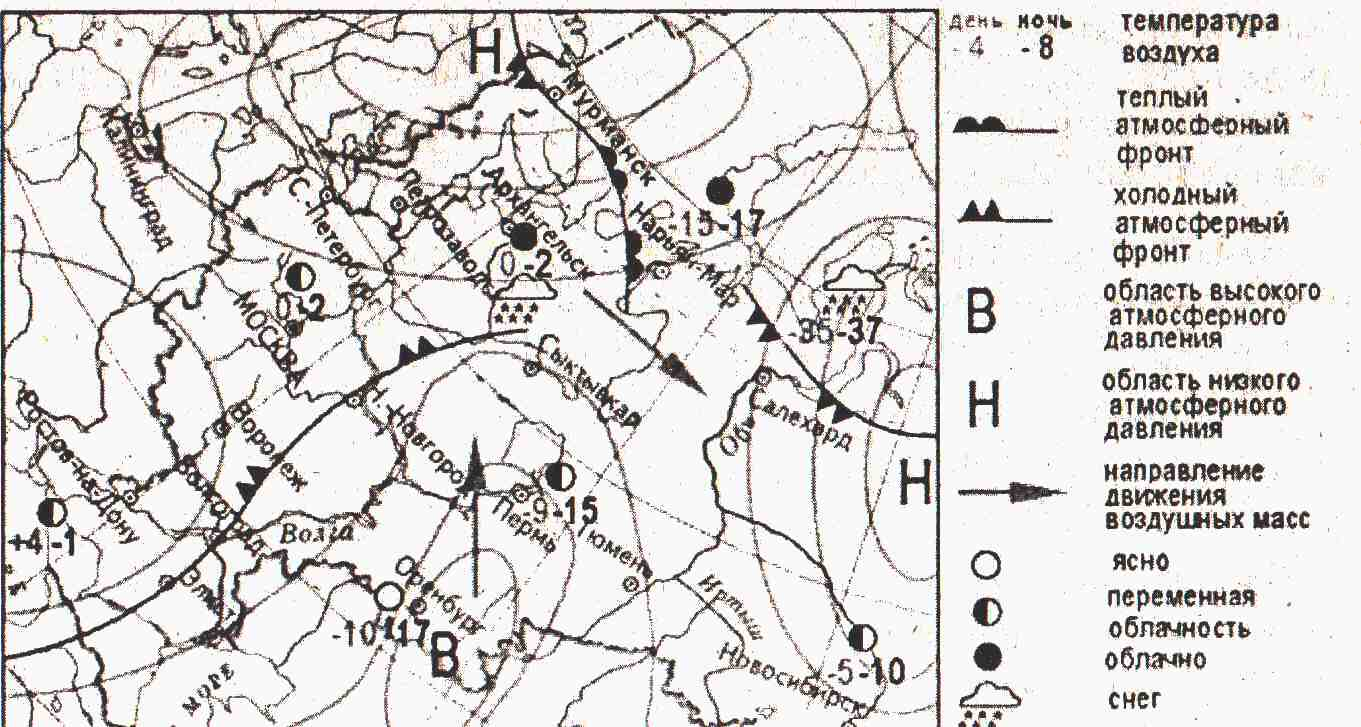 Н
Мурманск
Калининград
С. Петербург
Петрозаводск
Архангельск
0 -2
Нарьян-Мар
-15 -17
-35 -37
0 -2
МОСКВА
Сыктывкар
Салехард
Обь
Н. Новгород
Воронеж
Ростов-на-Дону
Волгоград
+4 -1
Волга
Элиста
Пермь
-9 -15
Тюмень
Н
Оренбург
-10 -17
В
Иртыш
Новосибирск
-5 -10
МОРЕ
день ночь
-4 -8
температура
воздуха
теплый
атмосферный
фронт
холодный
атмосферный
фронт
В
область высокого
атмосферного
давления
Н
область низкого
атмосферного
давления
направление
движения
воздушных масс
ясно
переменная
облачность
облачно
снег